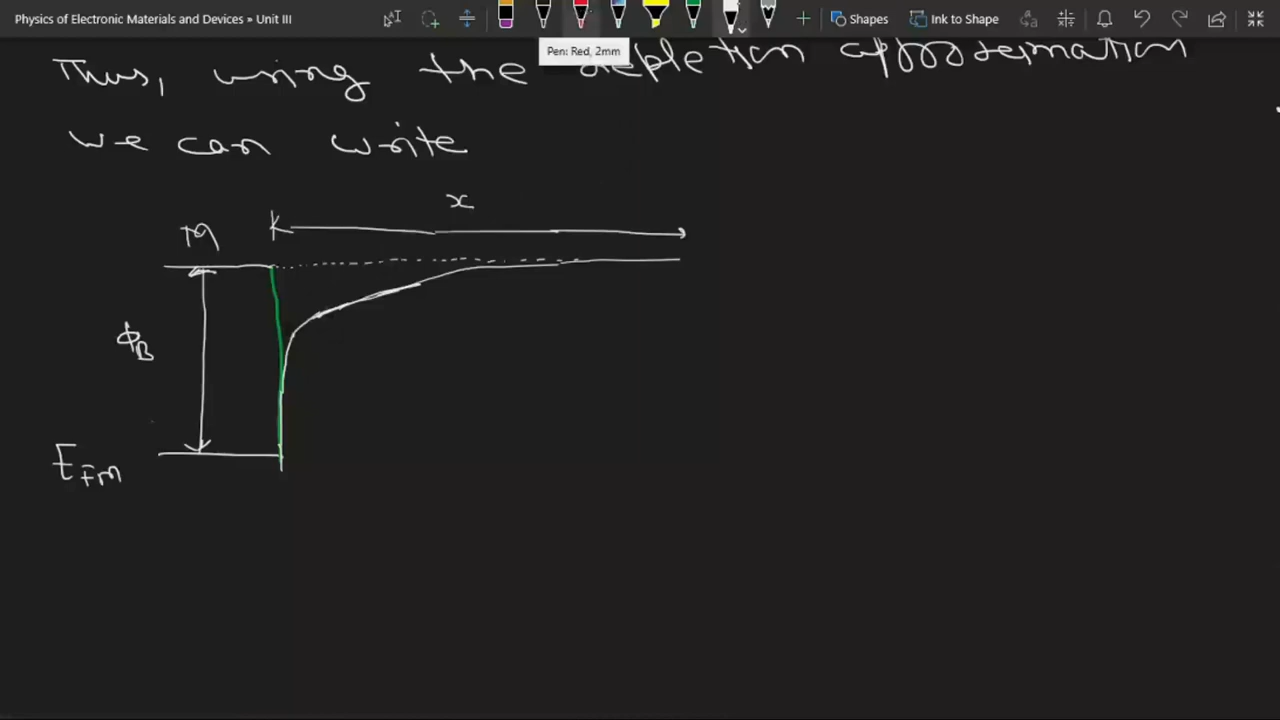 Physics of Electronic Materials and Devices » Unit III
Shapes
Ink to Shape
Pen: Red, 2mm
Thus, using the depletion approximation
we can write
x
M
ΦB
EFm